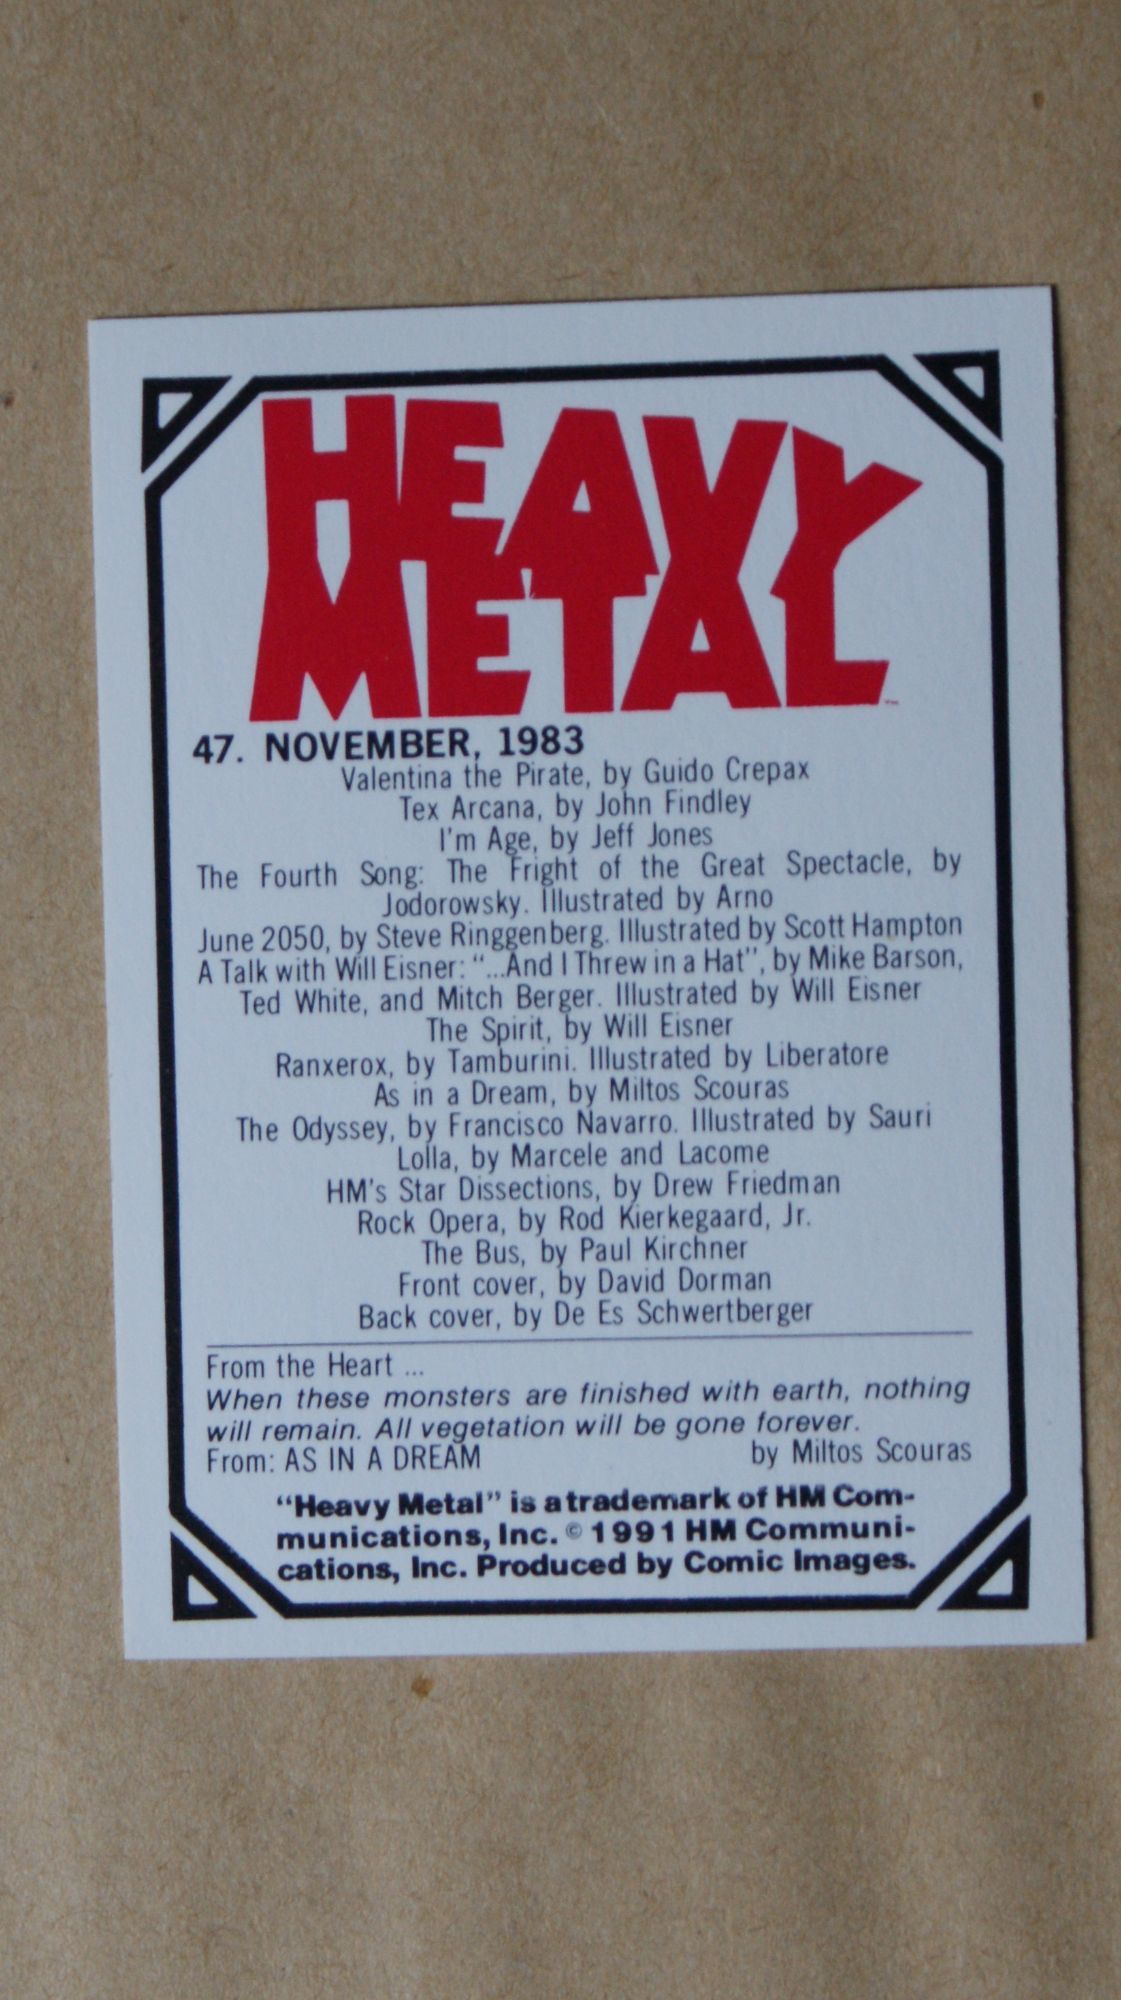 HEAVY
METAL™
47. NOVEMBER, 1983
Valentina the Pirate, by Guido Crepax
Tex Arcana, by John Findley
I'm Age, by Jeff Jones
The Fourth Song: The Fright of the Great Spectacle, by
Jodorowsky. Illustrated by Arno
June 2050, by Steve Ringgenberg. Illustrated by Scott Hampton
A Talk with Will Eisner: "...And I Threw in a Hat", by Mike Barson,
Ted White, and Mitch Berger. Illustrated by Will Eisner
The Spirit, by Will Eisner
Ranxerox, by Tamburini. Illustrated by Liberatore
As in a Dream, by Miltos Scouras
The Odyssey, by Francisco Navarro. Illustrated by Sauri
Lolla, by Marcele and Lacome
HM's Star Dissections, by Drew Friedman
Rock Opera, by Rod Kierkegaard, Jr.
The Bus, by Paul Kirchner
Front cover, by David Dorman
Back cover, by De Es Schwertberger
From the Heart ...
When these monsters are finished with earth, nothing
will remain. All vegetation will be gone forever.
From: AS IN A DREAM by Miltos Scouras
"Heavy Metal" is a trademark of HM Com-
munications, Inc. © 1991 HM Communi-
cations, Inc. Produced by Comic Images.